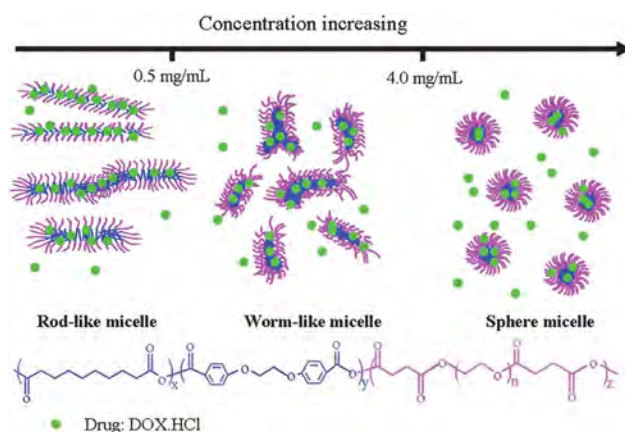 Concentration increasing
0.5 mg/mL
4.0 mg/mL
Rod-like micelle
Worm-like micelle
Sphere micelle
O O O O O O
O x O O y O O n O z
O O O
Drug: DOX.HCl